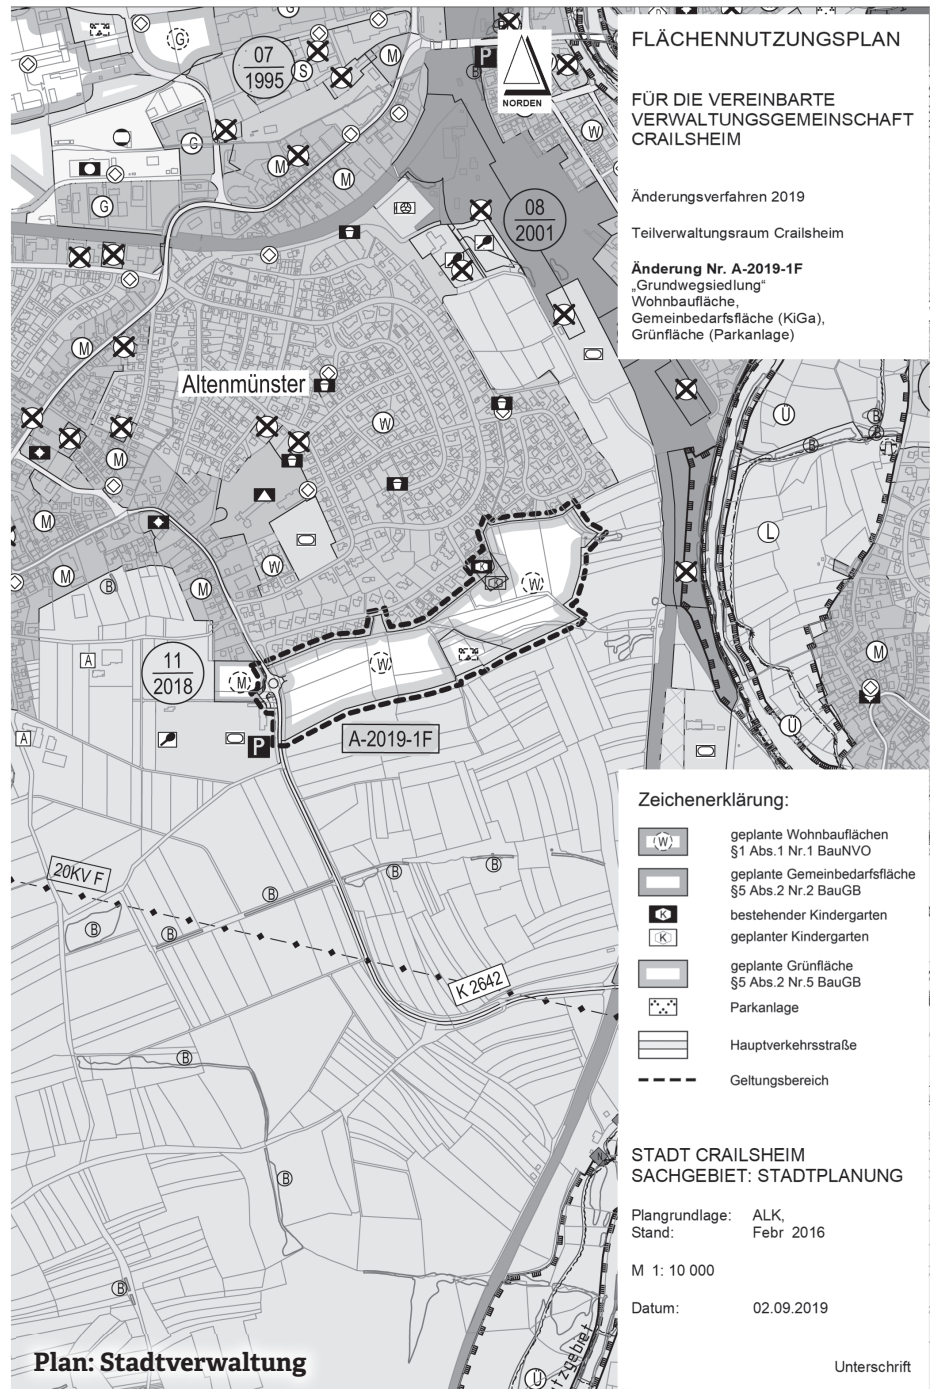 FLÄCHENNUTZUNGSPLAN
FÜR DIE VEREINBARTE
VERWALTUNGSGEMEINSCHAFT
CRAILSHEIM
Änderungsverfahren 2019
Teilverwaltungsraum Crailsheim
Änderung Nr. A-2019-1F
„Grundwegsiedlung“
Wohnbaufläche,
Gemeinbedarfsfläche (KiGa),
Grünfläche (Parkanlage)
NORDEN
07
1995
08
2001
Altenmünster
11
2018
A-2019-1F
20KV F
K 2642
Zeichenerklärung:
W geplante Wohnbauflächen
§1 Abs.1 Nr.1 BauNVO
geplante Gemeinbedarfsfläche
§5 Abs.2 Nr.2 BauGB
K bestehender Kindergarten
K geplanter Kindergarten
geplante Grünfläche
§5 Abs.2 Nr.5 BauGB
Parkanlage
Hauptverkehrsstraße
Geltungsbereich
STADT CRAILSHEIM
SACHGEBIET: STADTPLANUNG
Plangrundlage: ALK,
Stand: Febr 2016
M 1: 10 000
Datum: 02.09.2019
Unterschrift
Plan: Stadtverwaltung